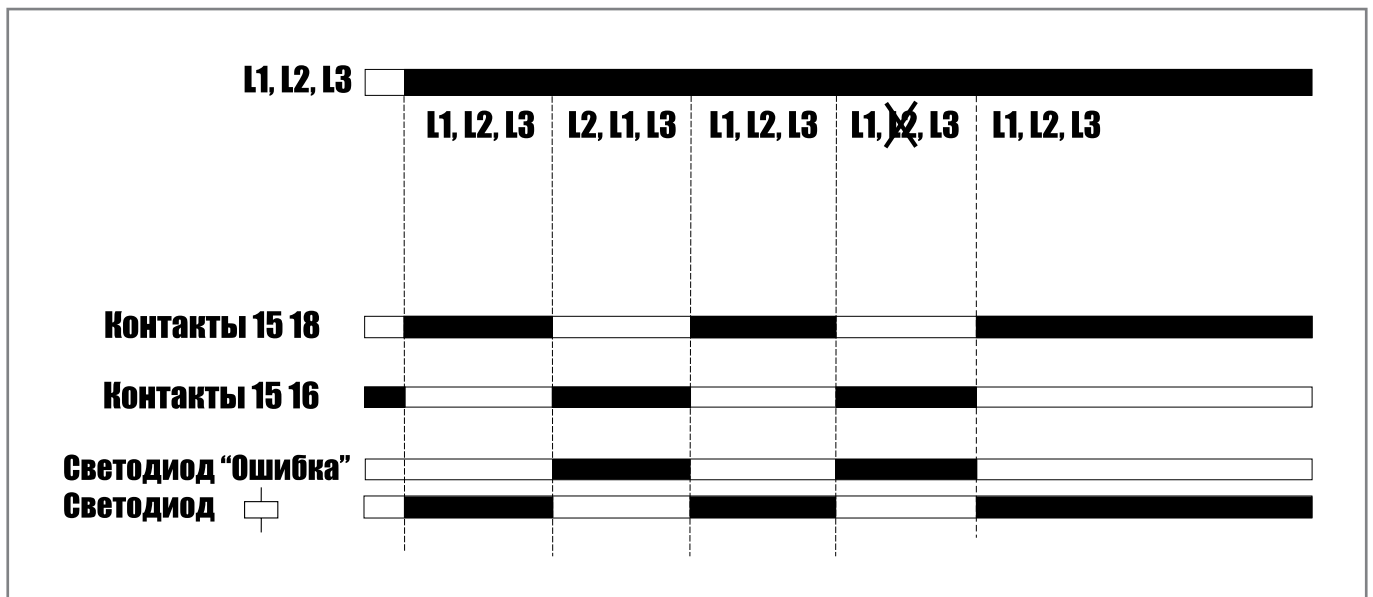 L1, L2, L3
L1, L2, L3 L2, L1, L3 L1, L2, L3 L1, L2, L3 L1, L2, L3
Контакты 15 18
Контакты 15 16
Светодиод “Ошибка”
Светодиод